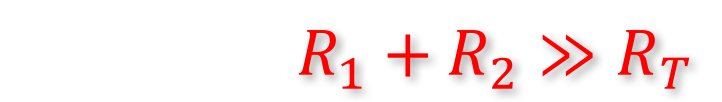 R₁ + R₂ ≫ R_T